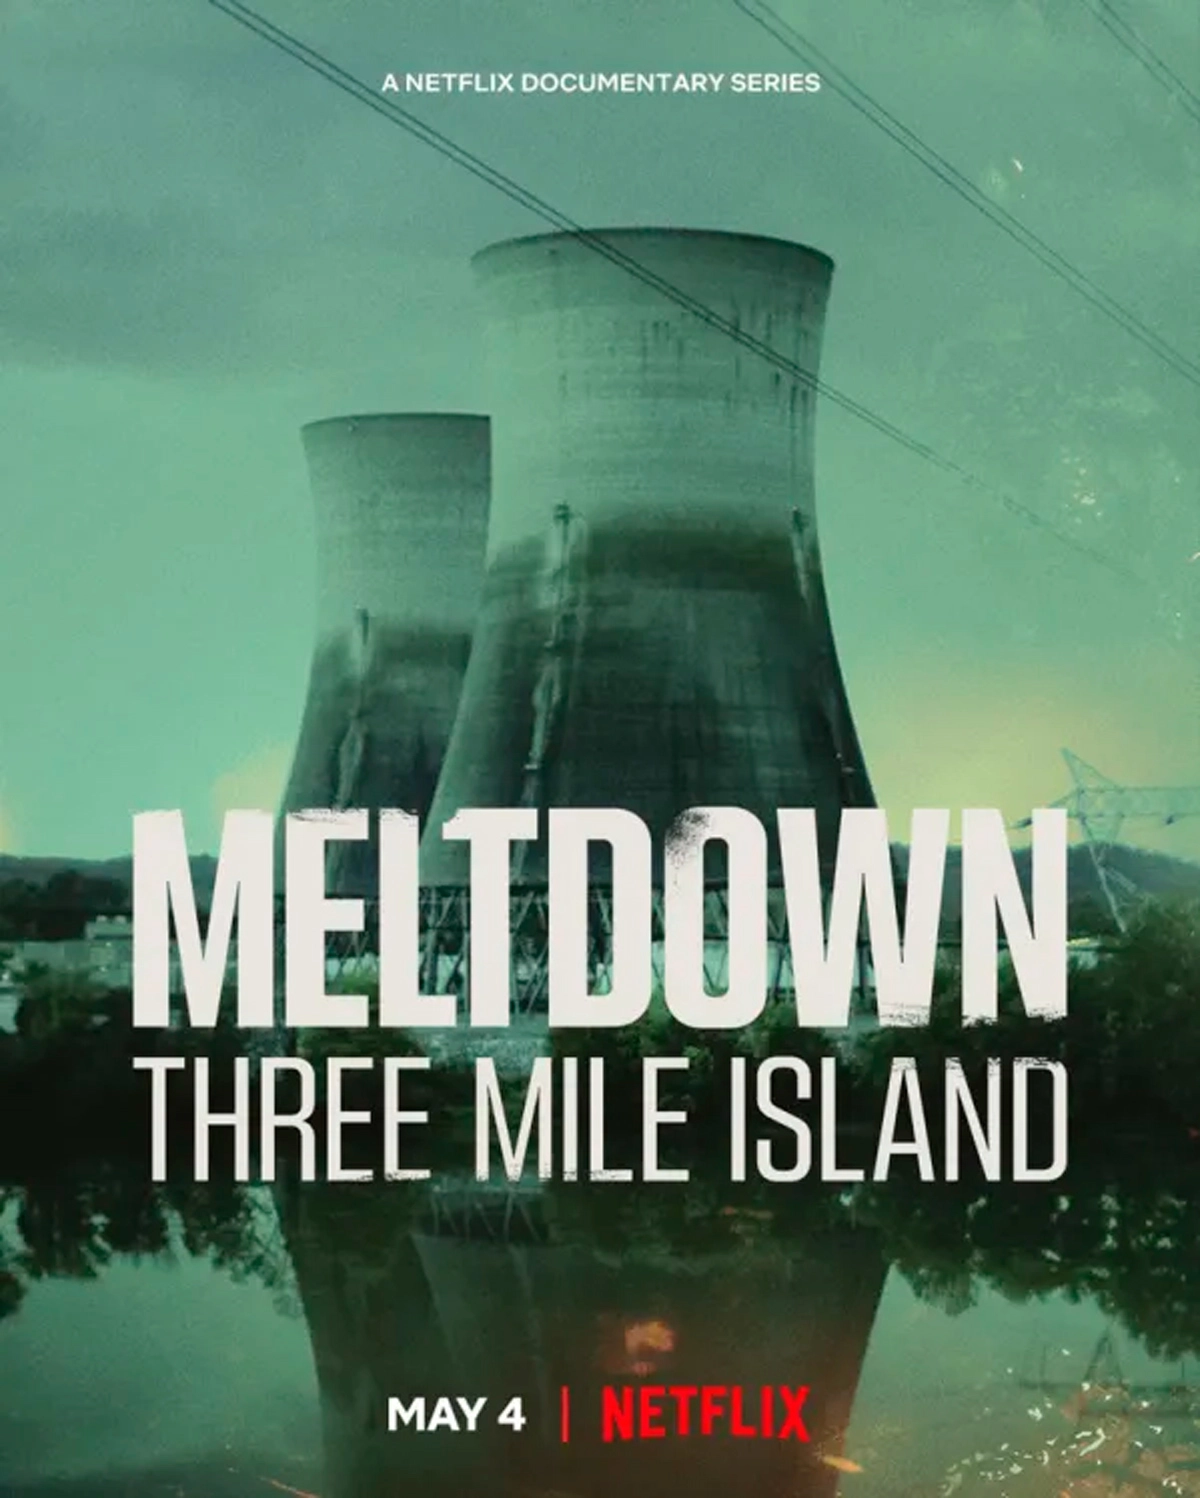 A NETFLIX DOCUMENTARY SERIES
MELTDOWN
THREE MILE ISLAND
MAY 4 | NETFLIX